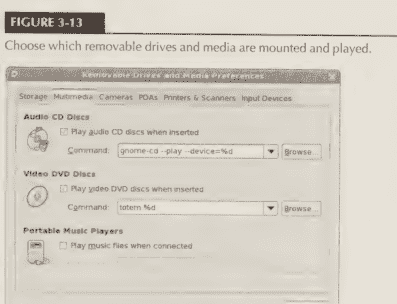 FIGURE 3-13
Choose which removable drives and media are mounted and played.
Removable Drives and Media Preferences
Storage Multimedia Cameras PDAs Printers & Scanners Input Devices
Audio CD Discs
Play audio CD discs when inserted
Command: gnome-cd --play --device=%d Browse...
Video DVD Discs
Play video DVD discs when inserted
Command: totem %d Browse...
Portable Music Players
Play music files when connected